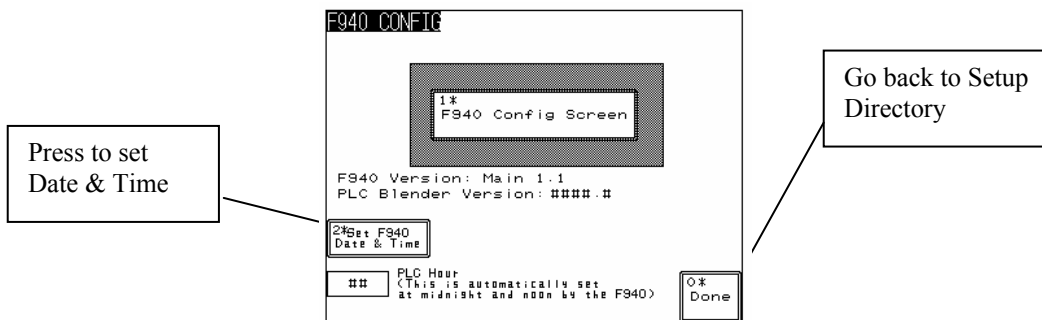 F940 CONFIG
1*
F940 Config Screen
F940 Version: Main 1.1
PLC Blender Version: ####.#
2*Set F940
Date & Time
##
PLC Hour
(This is automatically set
at midnight and noon by the F940)
0*
Done
Press to set
Date & Time
Go back to Setup
Directory